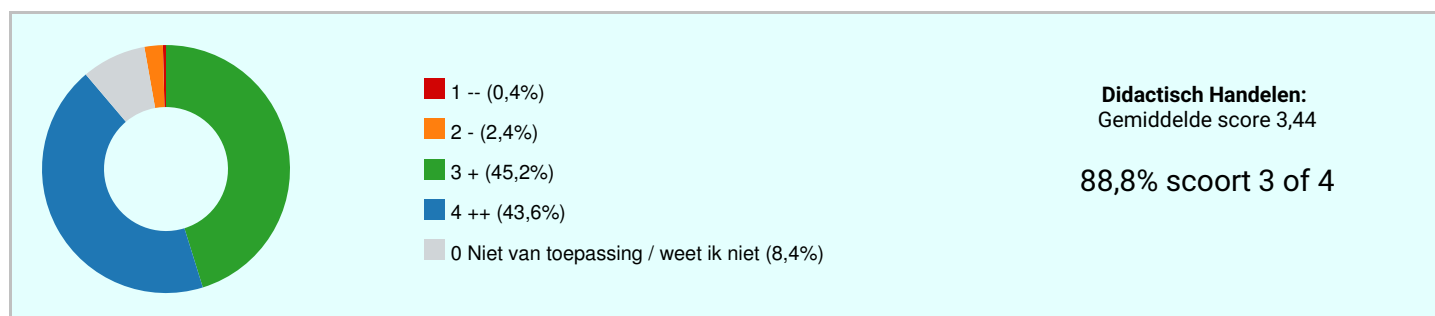 1 -- (0,4%)
2 - (2,4%)
3 + (45,2%)
4 ++ (43,6%)
0 Niet van toepassing / weet ik niet (8,4%)
Didactisch Handelen:
Gemiddelde score 3,44
88,8% scoort 3 of 4